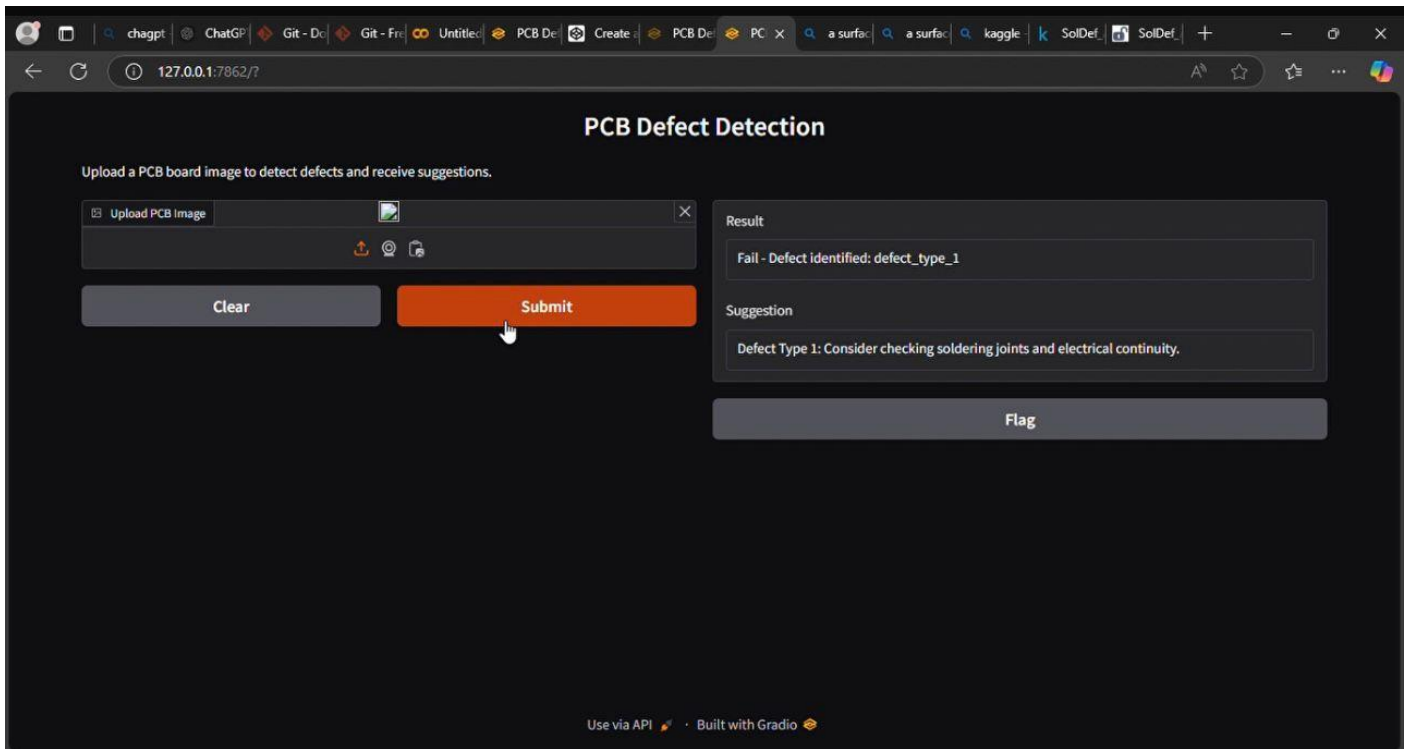 chagpt
ChatGP
Git - Do
Git - Fre
Untitled
PCB De
Create a
PCB De
PC
a surfac
a surfac
kaggle -
SolDef_
SolDef_
127.0.0.1:7862/?
PCB Defect Detection
Upload a PCB board image to detect defects and receive suggestions.
Upload PCB Image
Clear
Submit
Result
Fail - Defect identified: defect_type_1
Suggestion
Defect Type 1: Consider checking soldering joints and electrical continuity.
Flag
Use via API · Built with Gradio